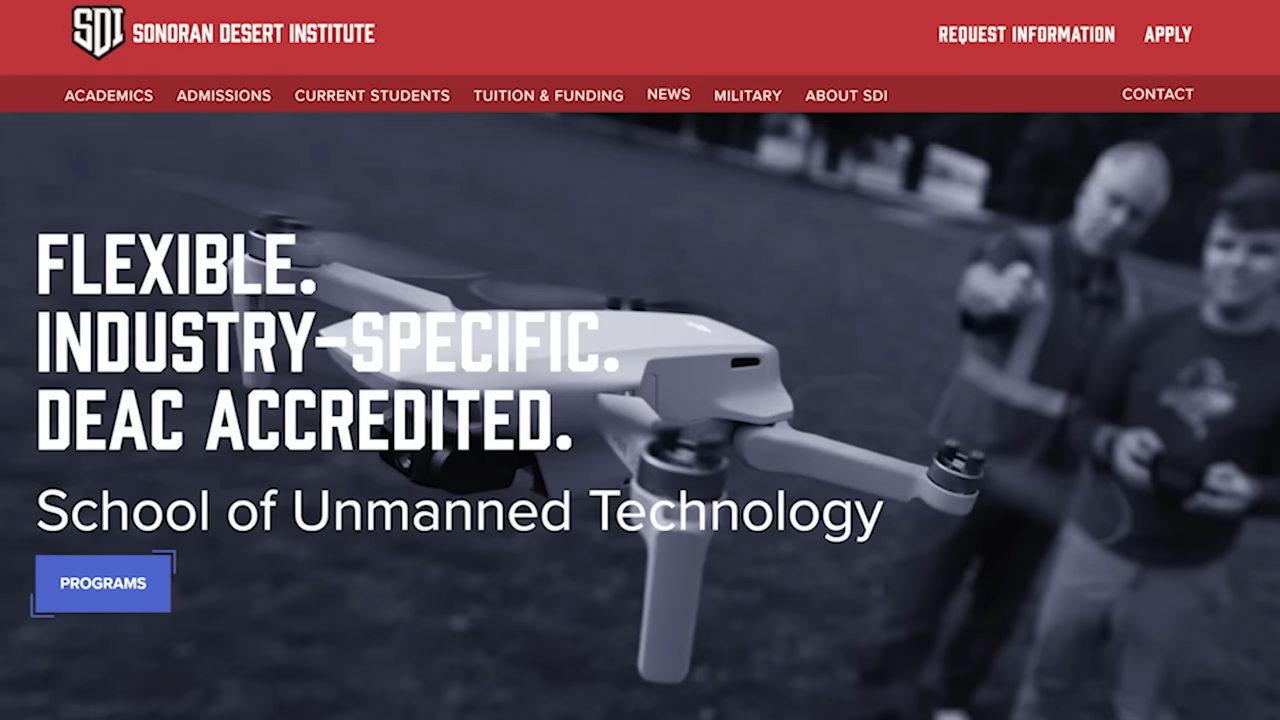 SDI SONORAN DESERT INSTITUTE
REQUEST INFORMATION APPLY
ACADEMICS ADMISSIONS CURRENT STUDENTS TUITION & FUNDING NEWS MILITARY ABOUT SDI CONTACT
FLEXIBLE.
INDUSTRY-SPECIFIC.
DEAC ACCREDITED.
School of Unmanned Technology
PROGRAMS